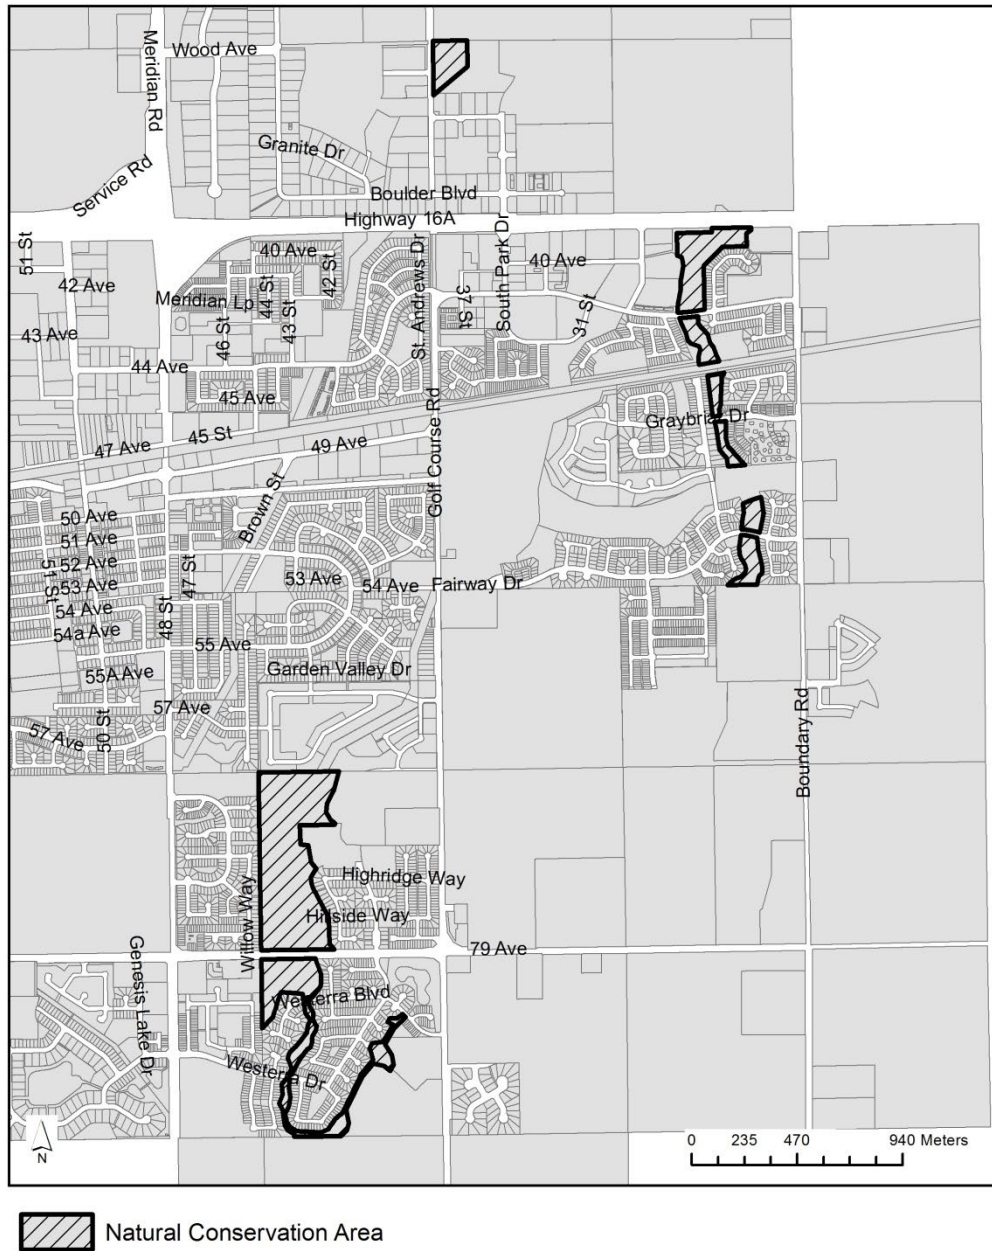 Wood Ave
Meridian Rd
Granite Dr
Service Rd
Boulder Blvd
Highway 16A
51 St
40 Ave
42 St
St. Andrews Dr
South Park Dr
40 Ave
42 Ave
Meridian Lp
44 St
43 St
37 St
31 St
43 Ave
46 St
44 Ave
45 Ave
Graybriar Dr
45 St
49 Ave
47 Ave
Golf Course Rd
Brown St
50 Ave
51 Ave
52 Ave
53 Ave
51 St
47 St
53 Ave
54 Ave
Fairway Dr
54 Ave
54a Ave
48 St
55 Ave
55A Ave
Garden Valley Dr
57 Ave
57 Ave
50 St
Boundary Rd
Highridge Way
Hillside Way
Willow Way
79 Ave
Genesis Lake Dr
Westerra Blvd
Westerra Dr
N
0 235 470 940 Meters
Natural Conservation Area